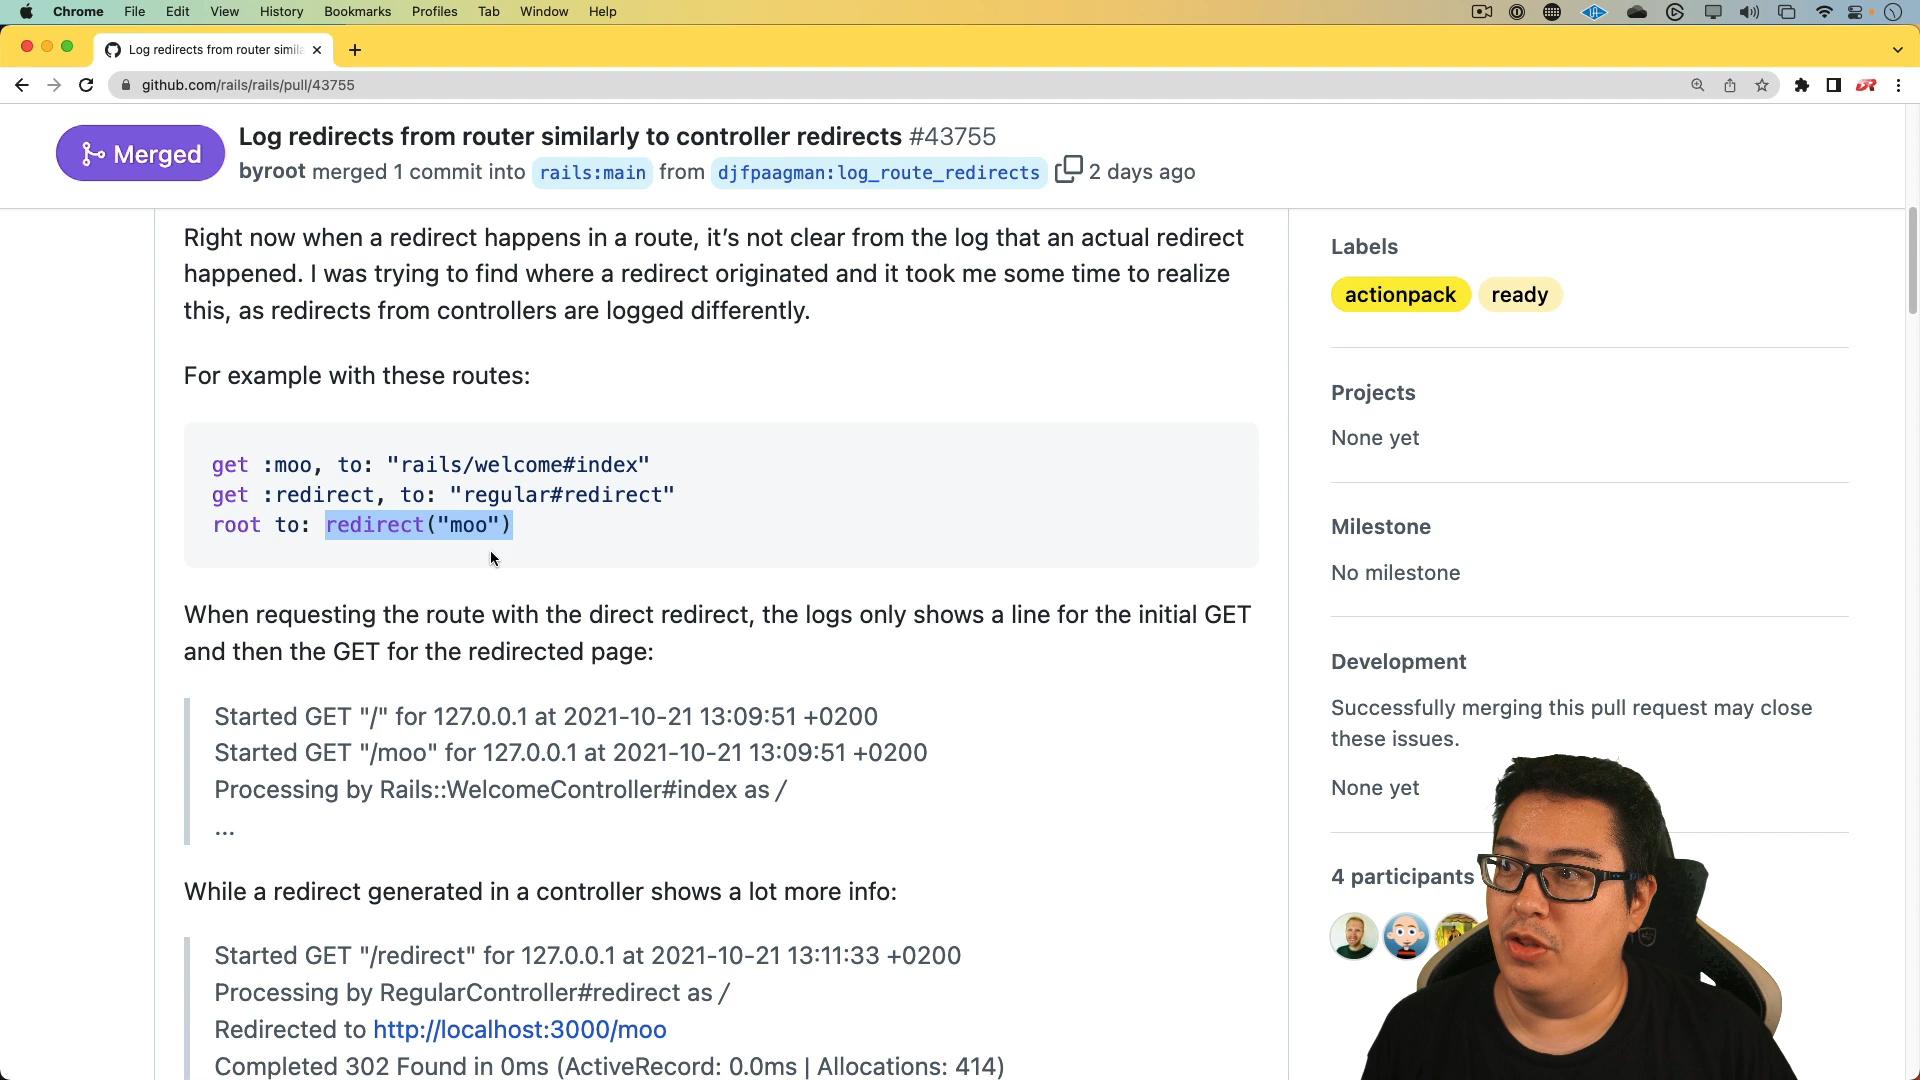 Chrome File Edit View History Bookmarks Profiles Tab Window Help
Log redirects from router simila
github.com/rails/rails/pull/43755
Merged
Log redirects from router similarly to controller redirects #43755
byroot merged 1 commit into rails:main from djfpaagman:log_route_redirects 2 days ago
Right now when a redirect happens in a route, it’s not clear from the log that an actual redirect
happened. I was trying to find where a redirect originated and it took me some time to realize
this, as redirects from controllers are logged differently.
For example with these routes:
get :moo, to: "rails/welcome#index"
get :redirect, to: "regular#redirect"
root to: redirect("moo")
When requesting the route with the direct redirect, the logs only shows a line for the initial GET
and then the GET for the redirected page:
Started GET "/" for 127.0.0.1 at 2021-10-21 13:09:51 +0200
Started GET "/moo" for 127.0.0.1 at 2021-10-21 13:09:51 +0200
Processing by Rails::WelcomeController#index as /
...
While a redirect generated in a controller shows a lot more info:
Started GET "/redirect" for 127.0.0.1 at 2021-10-21 13:11:33 +0200
Processing by RegularController#redirect as /
Redirected to http://localhost:3000/moo
Completed 302 Found in 0ms (ActiveRecord: 0.0ms | Allocations: 414)
Labels
actionpack ready
Projects
None yet
Milestone
No milestone
Development
Successfully merging this pull request may close
these issues.
None yet
4 participants